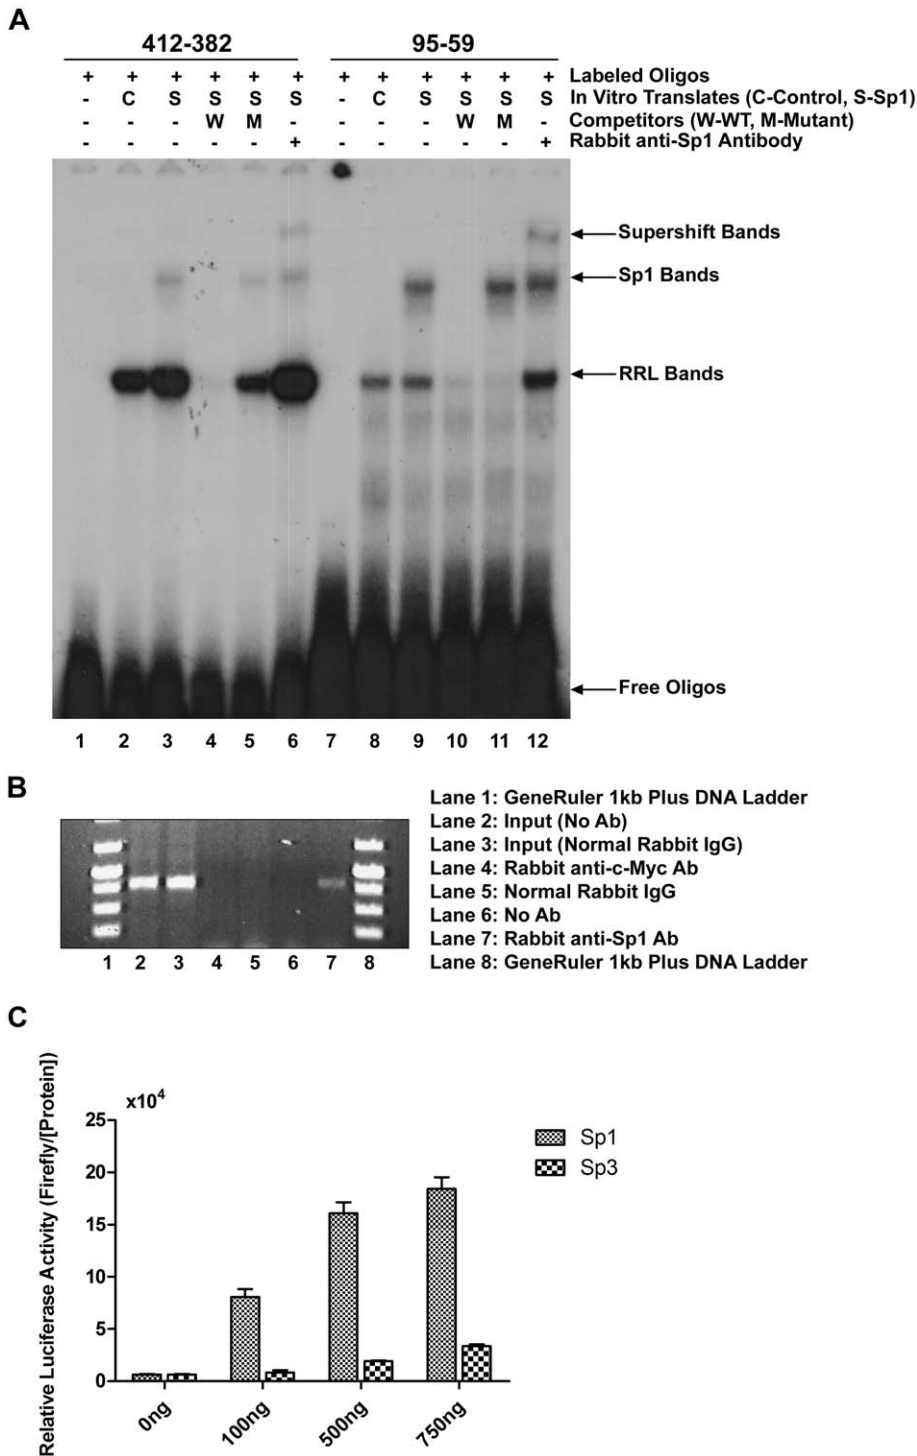 A
412-382 95-59
+ + + + + + + + + + + + Labeled Oligos
- C S S S S - C S S S S In Vitro Translates (C-Control, S-Sp1)
- - - W M - - - - W M - Competitors (W-WT, M-Mutant)
- - - - - + - - - - - + Rabbit anti-Sp1 Antibody
Supershift Bands
Sp1 Bands
RRL Bands
Free Oligos
1 2 3 4 5 6 7 8 9 10 11 12
B
Lane 1: GeneRuler 1kb Plus DNA Ladder
Lane 2: Input (No Ab)
Lane 3: Input (Normal Rabbit IgG)
Lane 4: Rabbit anti-c-Myc Ab
Lane 5: Normal Rabbit IgG
Lane 6: No Ab
Lane 7: Rabbit anti-Sp1 Ab
Lane 8: GeneRuler 1kb Plus DNA Ladder
1 2 3 4 5 6 7 8
C
Relative Luciferase Activity (Firefly/[Protein])
x10⁴
25
20
15
10
5
0
0ng 100ng 500ng 750ng
Sp1
Sp3